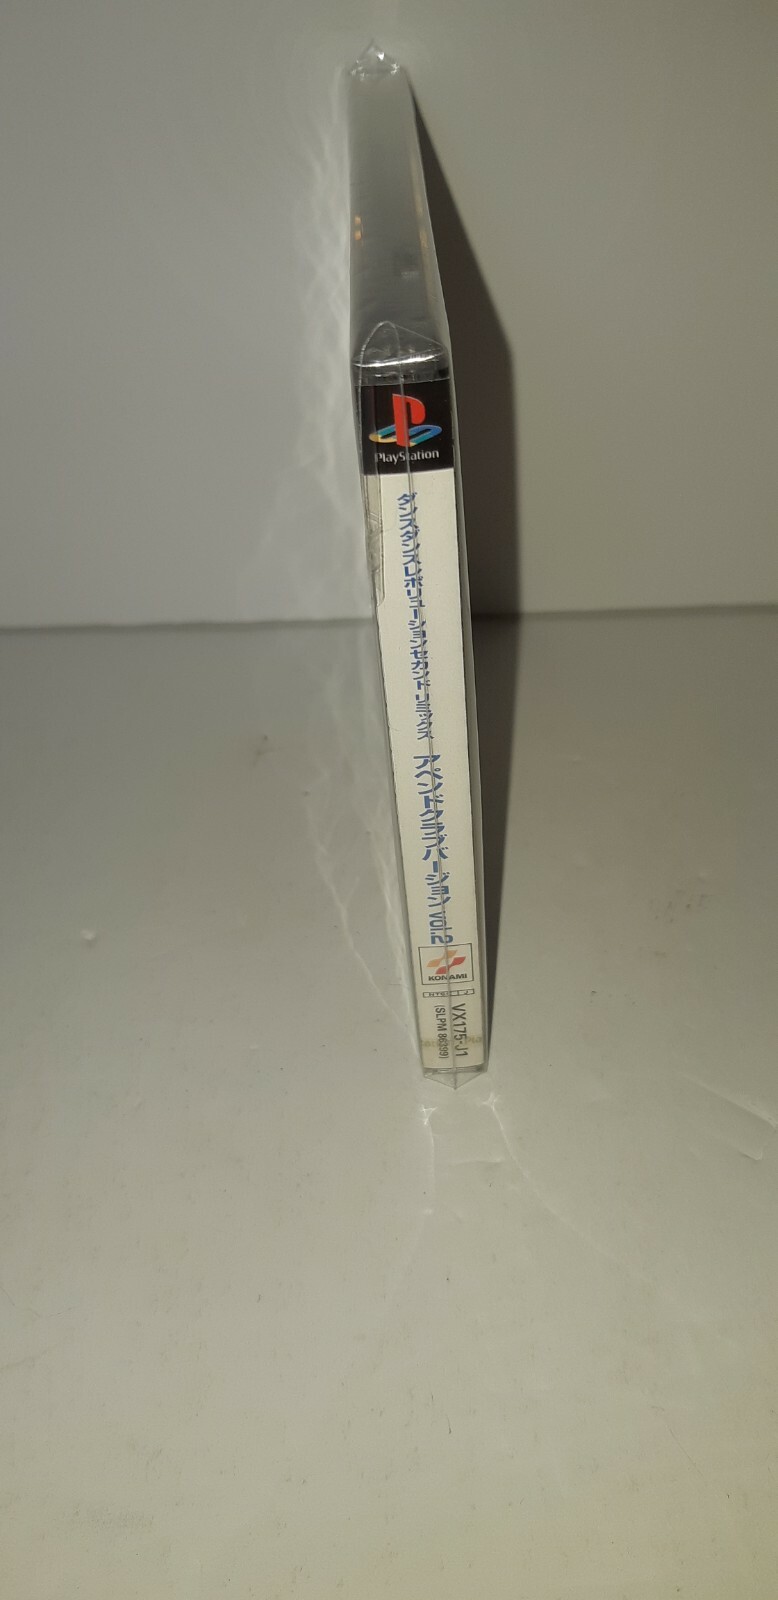 PlayStation
ダンスダンスレボリューションセカンドリミックス
アペンドクラブバージョン vol.2
KONAMI
NTSC J
VX175-J1
(SLPM 86399)